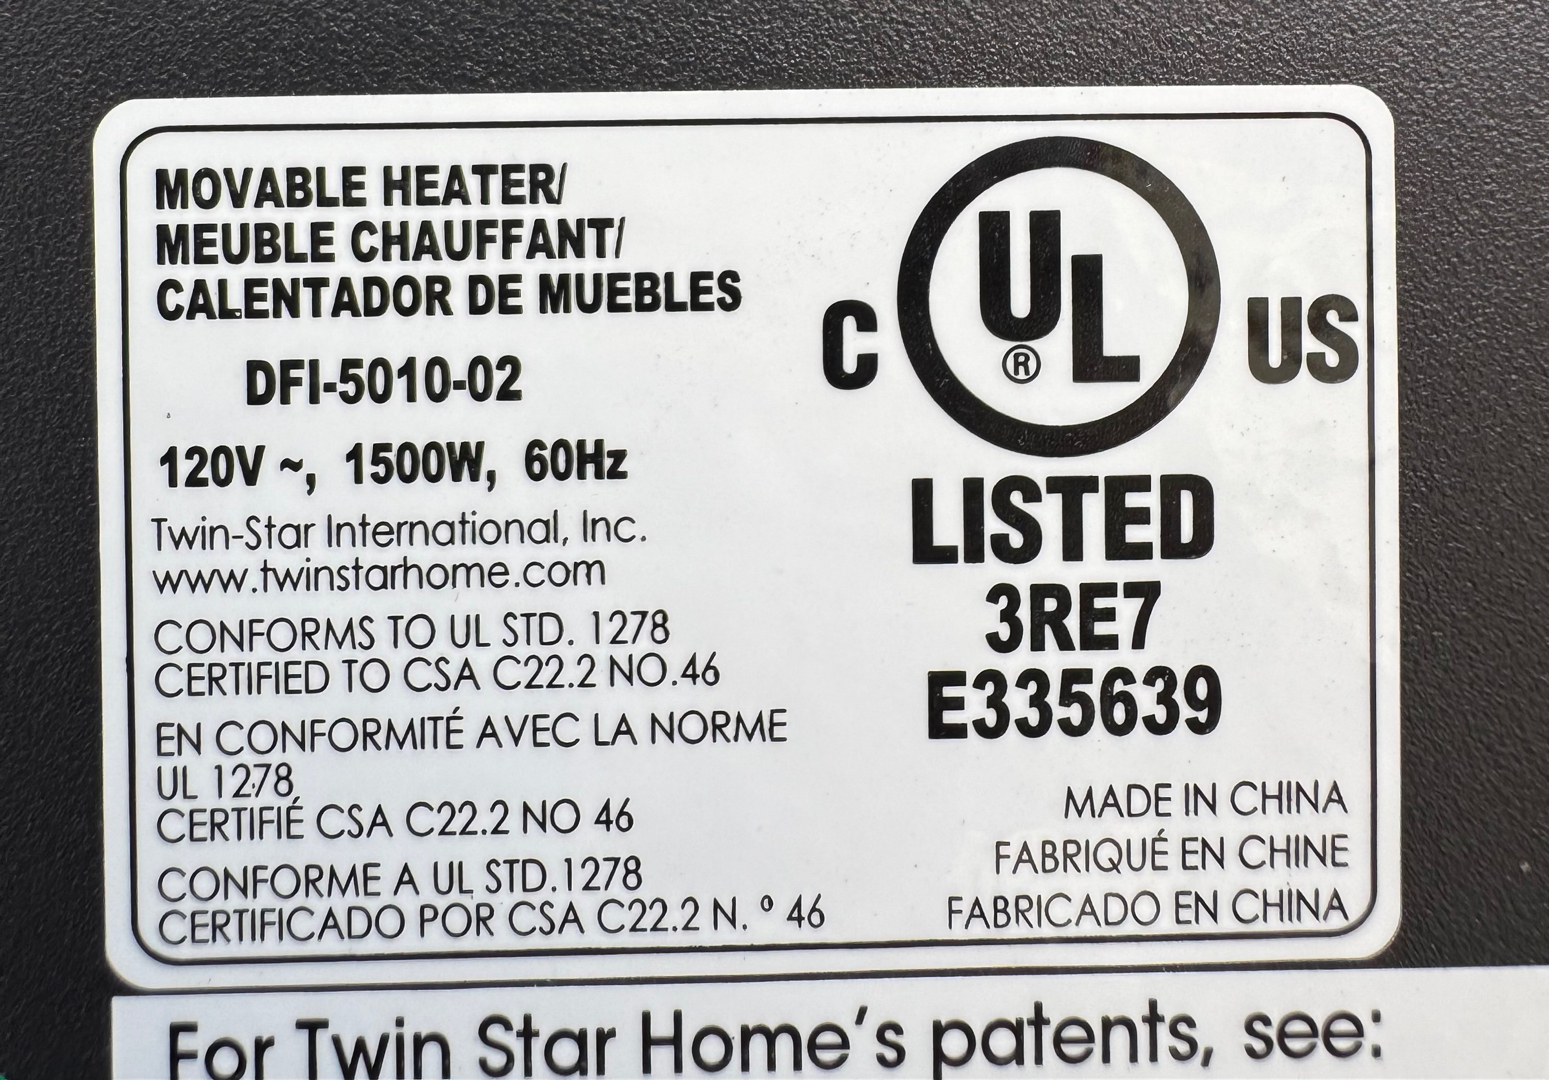 MOVABLE HEATER/
MEUBLE CHAUFFANT/
CALENTADOR DE MUEBLES
DFI-5010-02
120V ~, 1500W, 60Hz
Twin-Star International, Inc.
www.twinstarhome.com
CONFORMS TO UL STD. 1278
CERTIFIED TO CSA C22.2 NO.46
EN CONFORMITÉ AVEC LA NORME
UL 1278
CERTIFIÉ CSA C22.2 NO 46
CONFORME A UL STD.1278
CERTIFICADO POR CSA C22.2 N. º 46
C UL® US
LISTED
3RE7
E335639
MADE IN CHINA
FABRIQUÉ EN CHINE
FABRICADO EN CHINA
For Twin Star Home's patents, see: